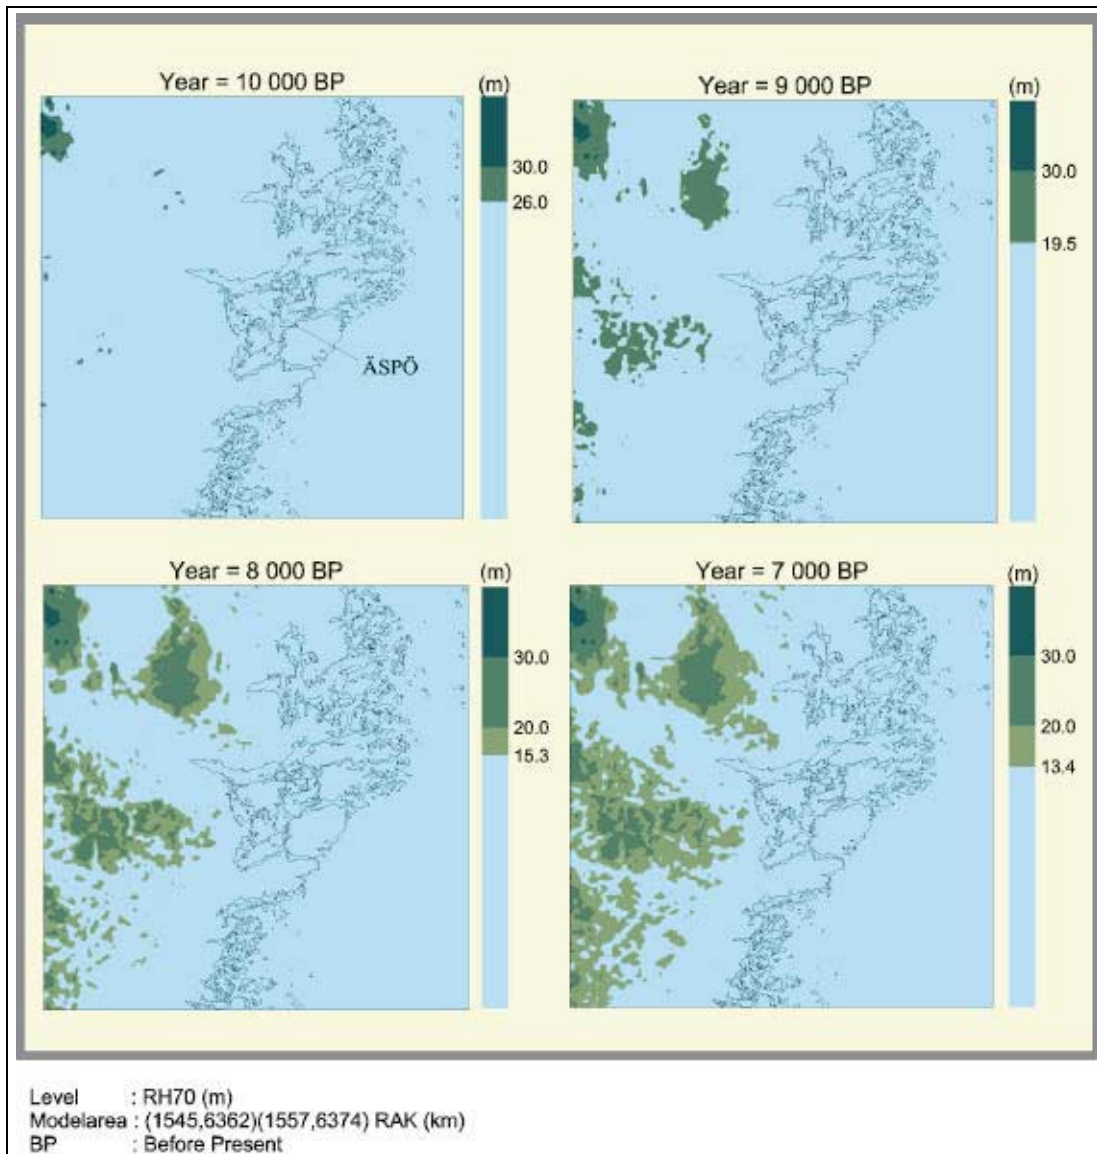 Year = 10 000 BP
(m)
30.0
26.0
ÄSPÖ
Year = 9 000 BP
(m)
30.0
19.5
Year = 8 000 BP
(m)
30.0
20.0
15.3
Year = 7 000 BP
(m)
30.0
20.0
13.4
Level : RH70 (m)
Modelarea : (1545,6362)(1557,6374) RAK (km)
BP : Before Present